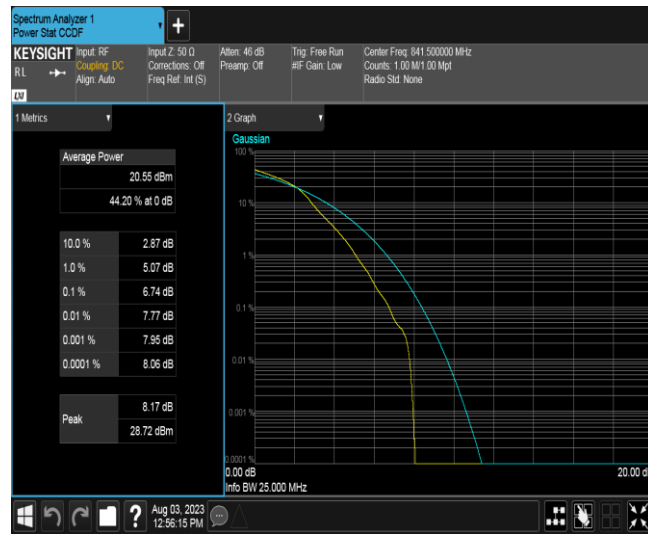 Spectrum Analyzer 1
Power Stat CCDF
+
KEYSIGHT
RL
LXI
Input: RF
Coupling: DC
Align: Auto
Input Z: 50 Ω
Corrections: Off
Freq Ref: Int (S)
Atten: 46 dB
Preamp: Off
Trig: Free Run
#IF Gain: Low
Center Freq: 841.500000 MHz
Counts: 1.00 M/1.00 Mpt
Radio Std: None
1 Metrics
Average Power
20.55 dBm
44.20 % at 0 dB
10.0 % 2.87 dB
1.0 % 5.07 dB
0.1 % 6.74 dB
0.01 % 7.77 dB
0.001 % 7.95 dB
0.0001 % 8.06 dB
Peak
8.17 dB
28.72 dBm
2 Graph
Gaussian
100 %
10 %
1 %
0.1 %
0.01 %
0.001 %
0.0001 %
0.00 dB
20.00 d
Info BW 25.000 MHz
?
Aug 03, 2023
12:56:15 PM